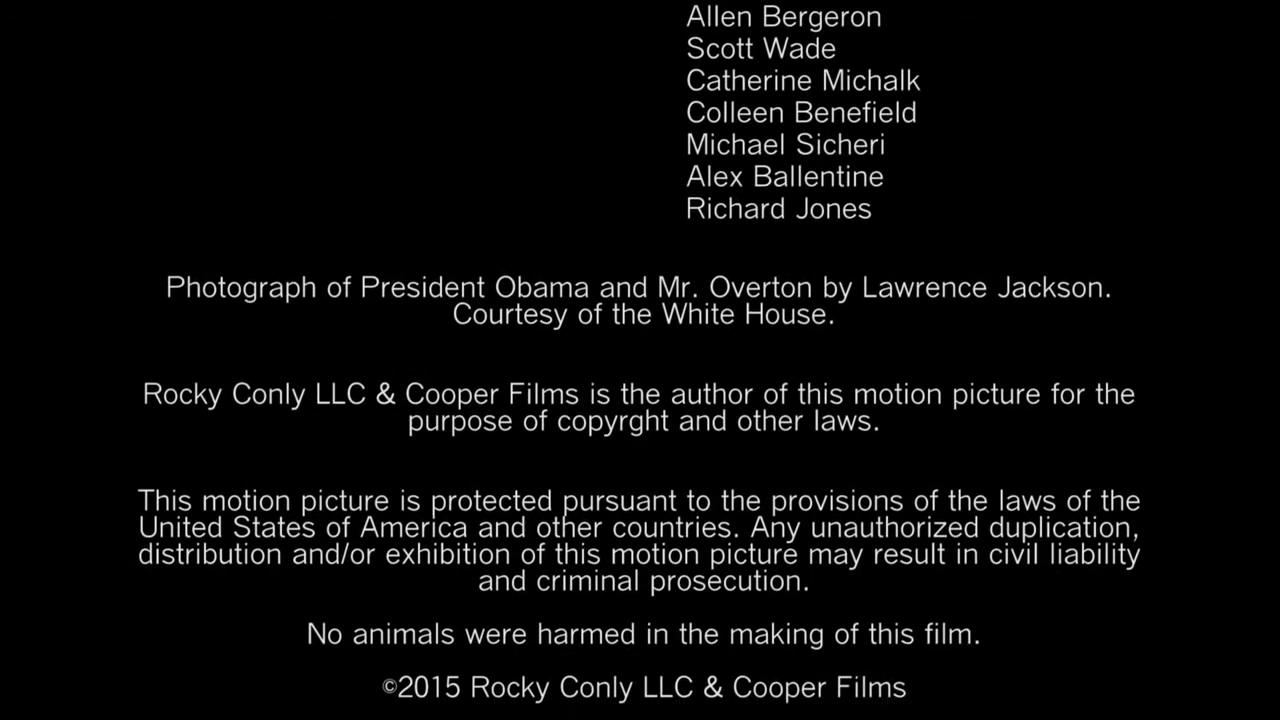 Allen Bergeron
Scott Wade
Catherine Michalk
Colleen Benefield
Michael Sicheri
Alex Ballentine
Richard Jones
Photograph of President Obama and Mr. Overton by Lawrence Jackson.
Courtesy of the White House.
Rocky Conly LLC & Cooper Films is the author of this motion picture for the
purpose of copyrght and other laws.
This motion picture is protected pursuant to the provisions of the laws of the
United States of America and other countries. Any unauthorized duplication,
distribution and/or exhibition of this motion picture may result in civil liability
and criminal prosecution.
No animals were harmed in the making of this film.
©2015 Rocky Conly LLC & Cooper Films